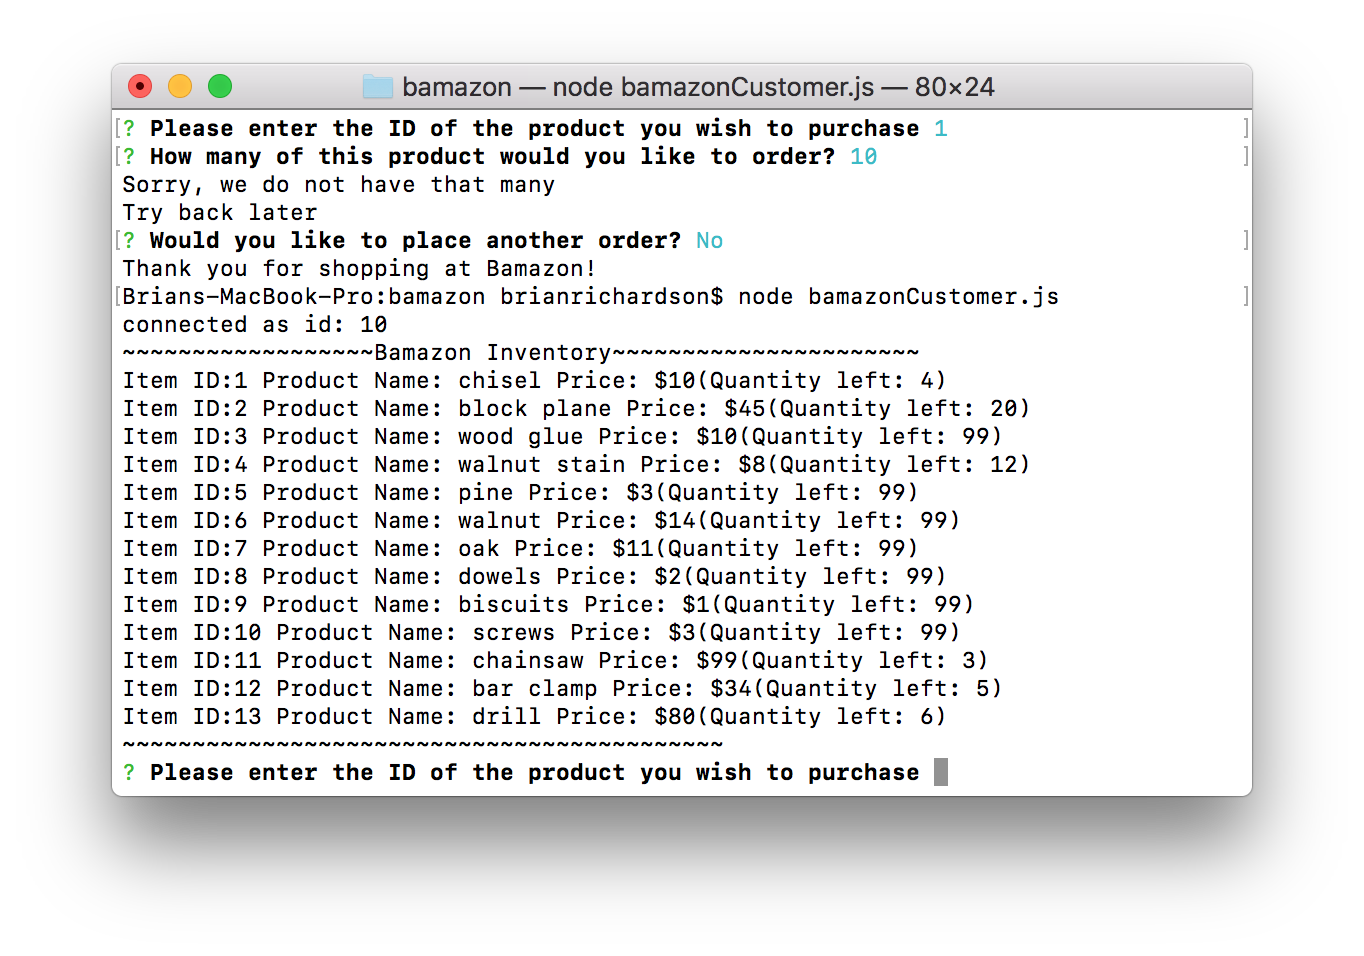 bamazon — node bamazonCustomer.js — 80×24
[? Please enter the ID of the product you wish to purchase 1 ]
[? How many of this product would you like to order? 10 ]
Sorry, we do not have that many
Try back later
[? Would you like to place another order? No ]
Thank you for shopping at Bamazon!
[Brians-MacBook-Pro:bamazon brianrichardson$ node bamazonCustomer.js ]
connected as id: 10
~~~~~~~~~~~~~~~~~~Bamazon Inventory~~~~~~~~~~~~~~~~~~~~~~
Item ID:1 Product Name: chisel Price: $10(Quantity left: 4)
Item ID:2 Product Name: block plane Price: $45(Quantity left: 20)
Item ID:3 Product Name: wood glue Price: $10(Quantity left: 99)
Item ID:4 Product Name: walnut stain Price: $8(Quantity left: 12)
Item ID:5 Product Name: pine Price: $3(Quantity left: 99)
Item ID:6 Product Name: walnut Price: $14(Quantity left: 99)
Item ID:7 Product Name: oak Price: $11(Quantity left: 99)
Item ID:8 Product Name: dowels Price: $2(Quantity left: 99)
Item ID:9 Product Name: biscuits Price: $1(Quantity left: 99)
Item ID:10 Product Name: screws Price: $3(Quantity left: 99)
Item ID:11 Product Name: chainsaw Price: $99(Quantity left: 3)
Item ID:12 Product Name: bar clamp Price: $34(Quantity left: 5)
Item ID:13 Product Name: drill Price: $80(Quantity left: 6)
~~~~~~~~~~~~~~~~~~~~~~~~~~~~~~~~~~~~~~~~~~~
? Please enter the ID of the product you wish to purchase